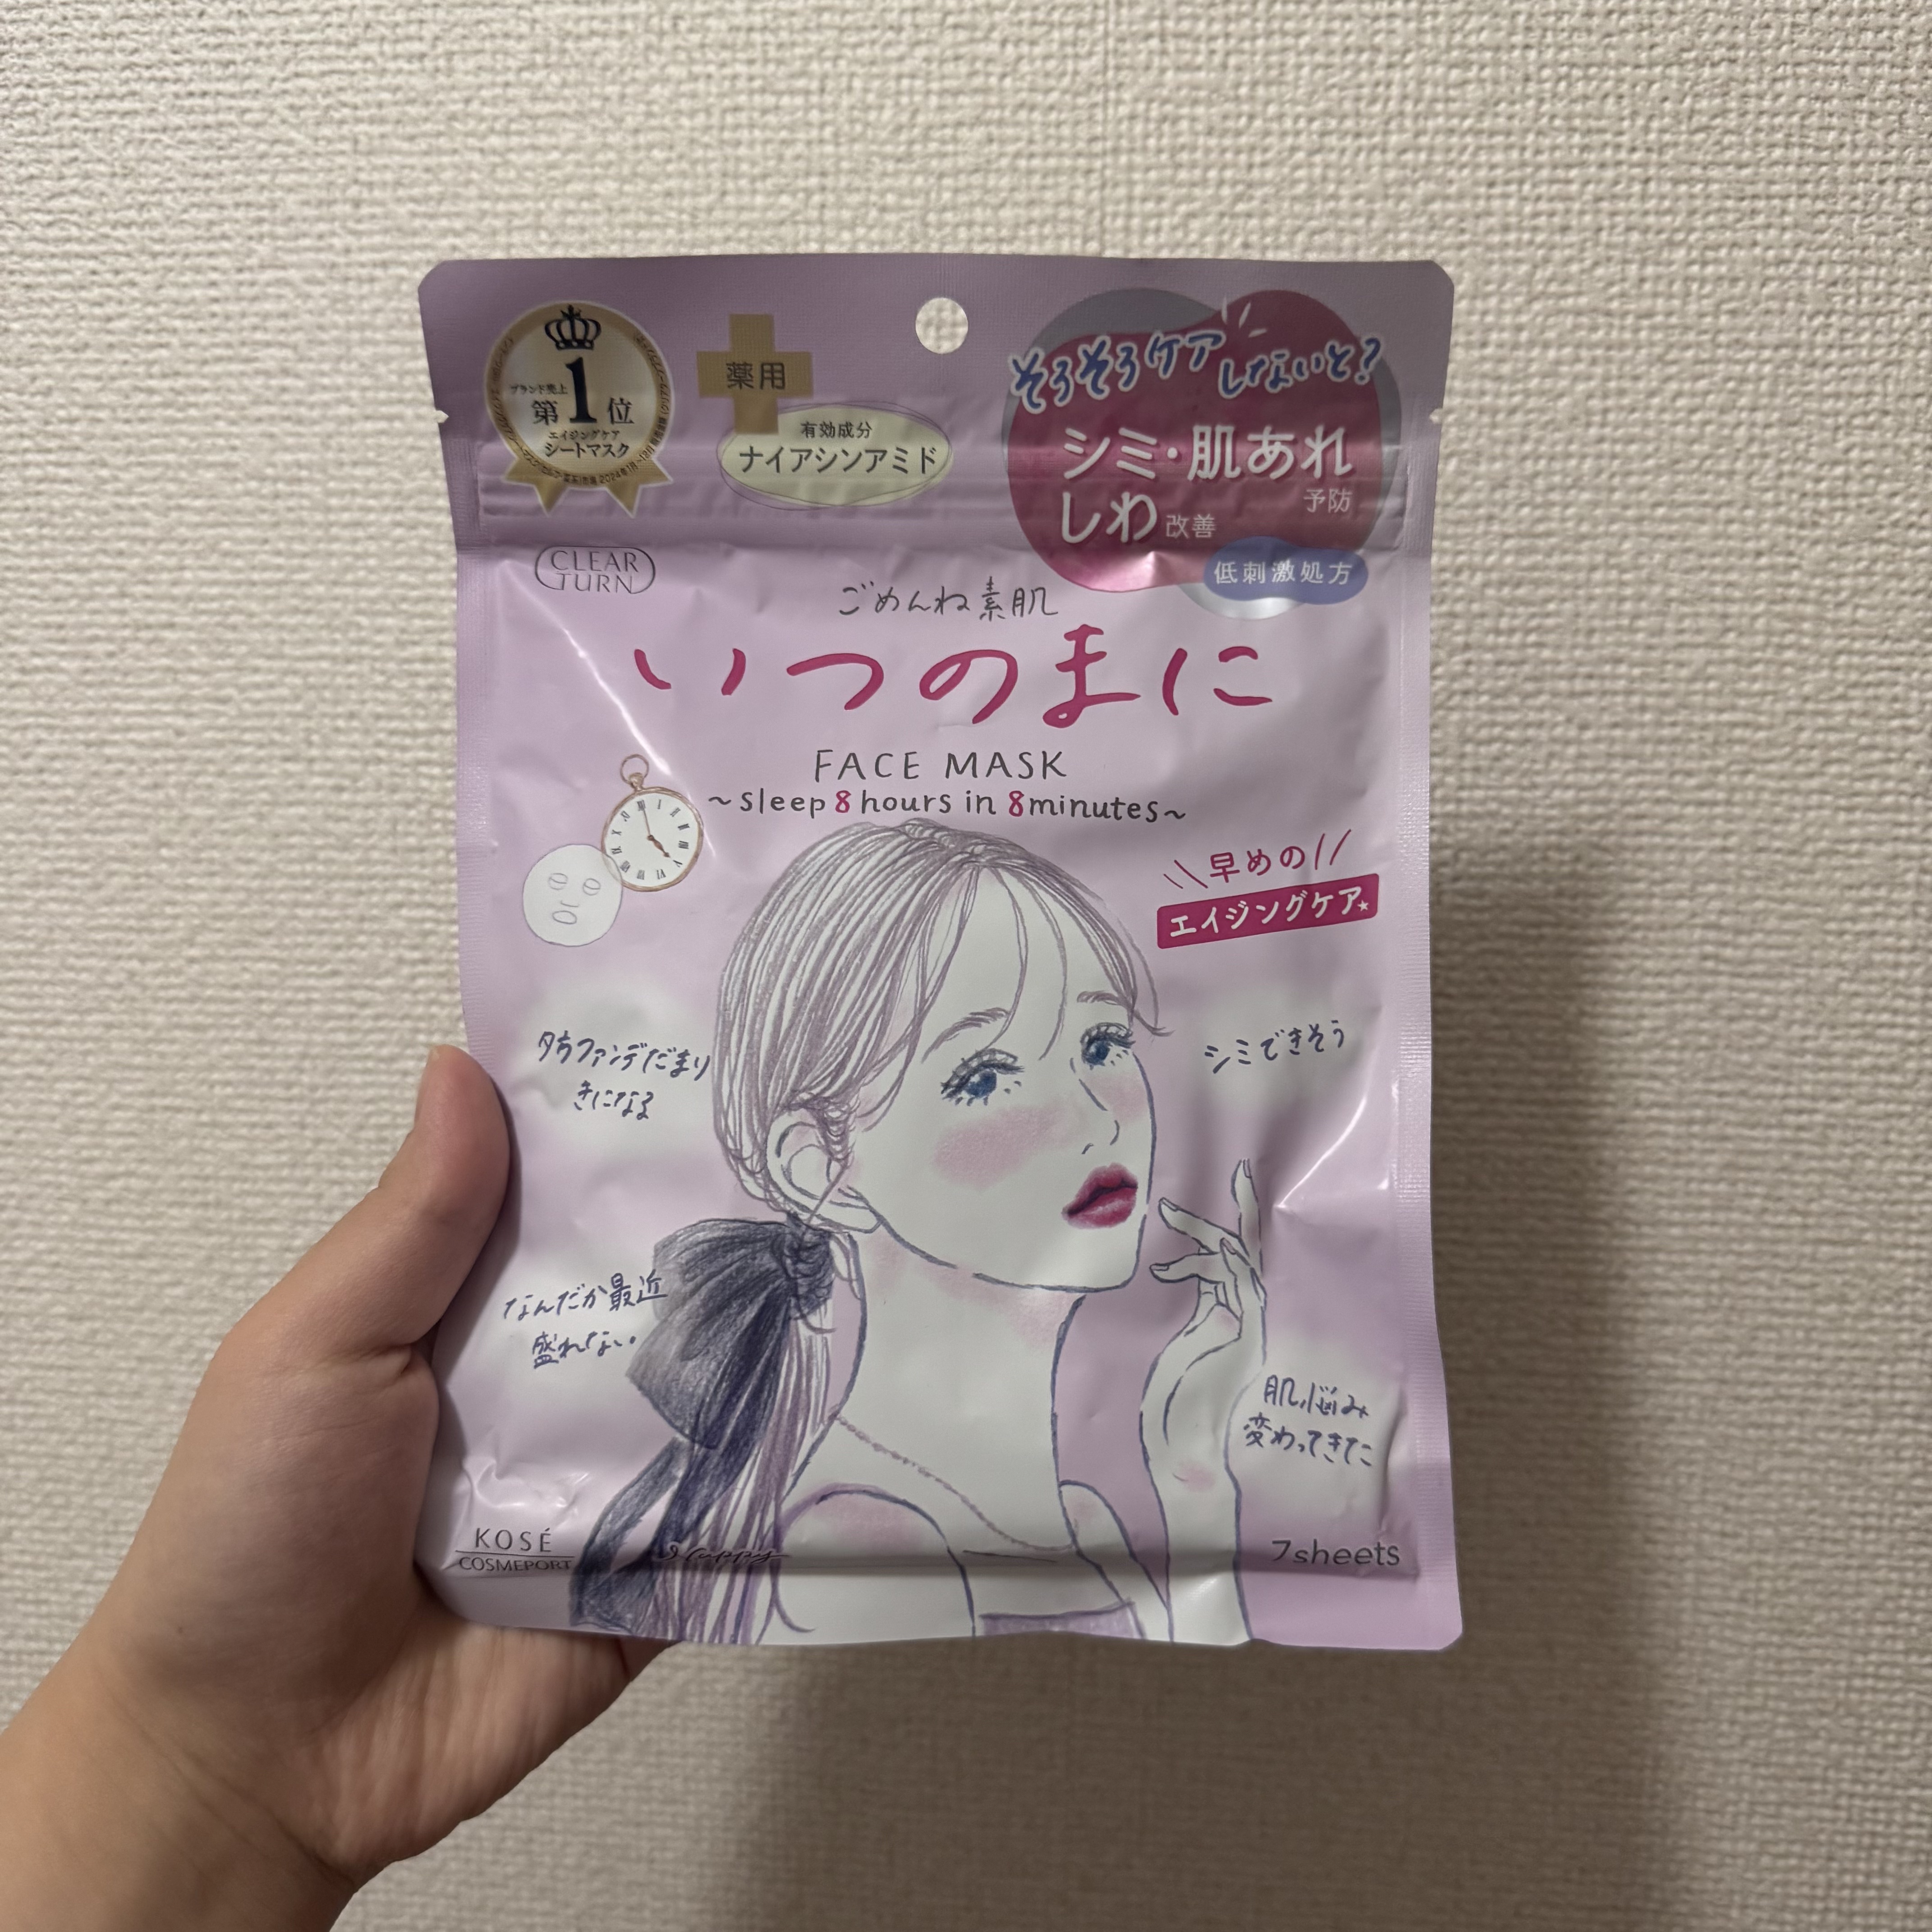 ブランド売上
第1位
エイジングケア
シートマスク
薬用
有効成分
ナイアシンアミド
そろそろケアしないと?
シミ・肌あれ
予防
しわ改善
低刺激処方
CLEAR
TURN
ごめんね素肌
いつのまに
FACE MASK
~sleep 8 hours in 8minutes~
早めの
エイジングケア★
夕方ファンデだまり
きになる
シミできそう
なんだか最近
盛れない。
肌悩み
変わってきた
KOSÉ
COSMEPORT
7sheets